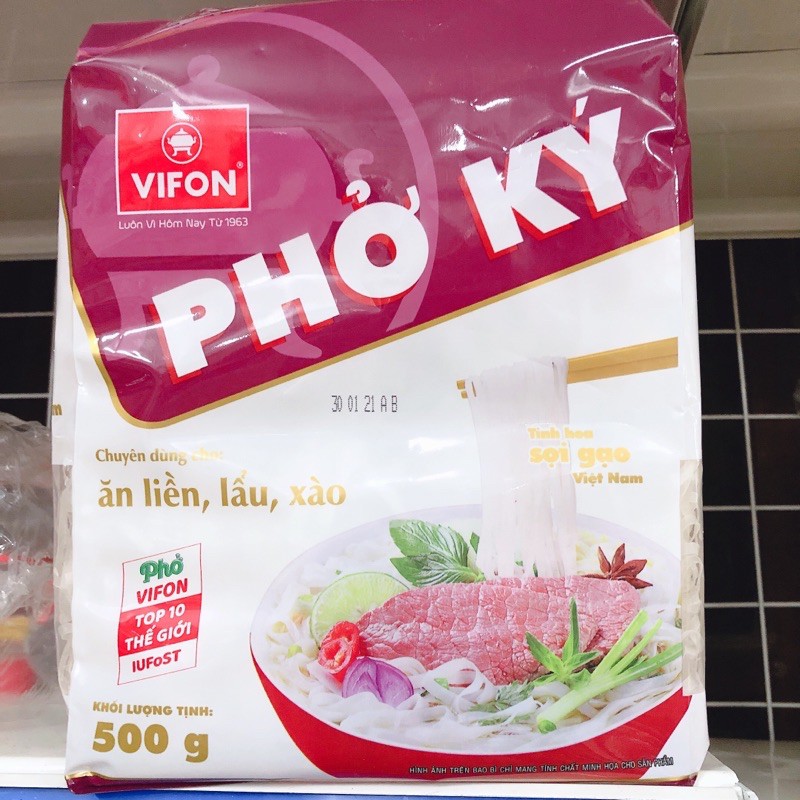 VIFON
Luôn Vì Hôm Nay Từ 1963
PHỞ KÝ
30 01 21 A B
Chuyên dùng cho:
ăn liền, lẩu, xào
Tinh hoa
sợi gạo
Việt Nam
Phở
VIFON
TOP 10
THẾ GIỚI
IUFoST
KHỐI LƯỢNG TỊNH:
500 g
HÌNH ẢNH TRÊN BAO BÌ CHỈ MANG TÍNH CHẤT MINH HỌA CHO SẢN PHẨM